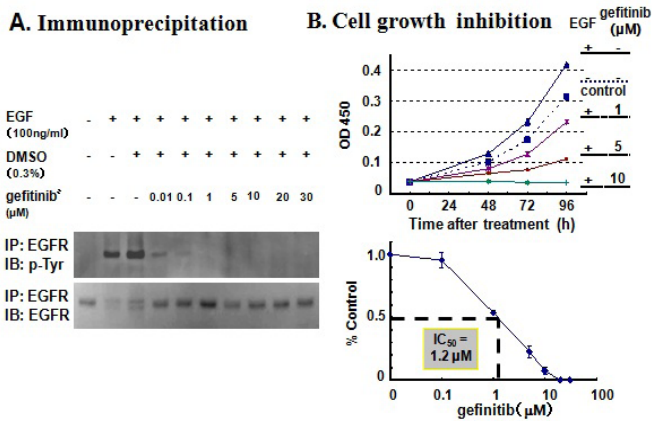 A. Immunoprecipitation
EGF - + + + + + + + + +
(100ng/ml)
DMSO - - + + + + + + + +
(0.3%)
gefitinib - - - 0.01 0.1 1 5 10 20 30
(μM)
IP: EGFR
IB: p-Tyr
IP: EGFR
IB: EGFR
B. Cell growth inhibition
EGF gefitinib
(μM)
+ -
- -
control
+ 1
+ 5
+ 10
OD 450
0.4
0.3
0.2
0.1
0
0 24 48 72 96
Time after treatment (h)
% Control
1.0
0.5
0
IC50 =
1.2 μM
0 0.1 1 10 100
gefitinib(μM)